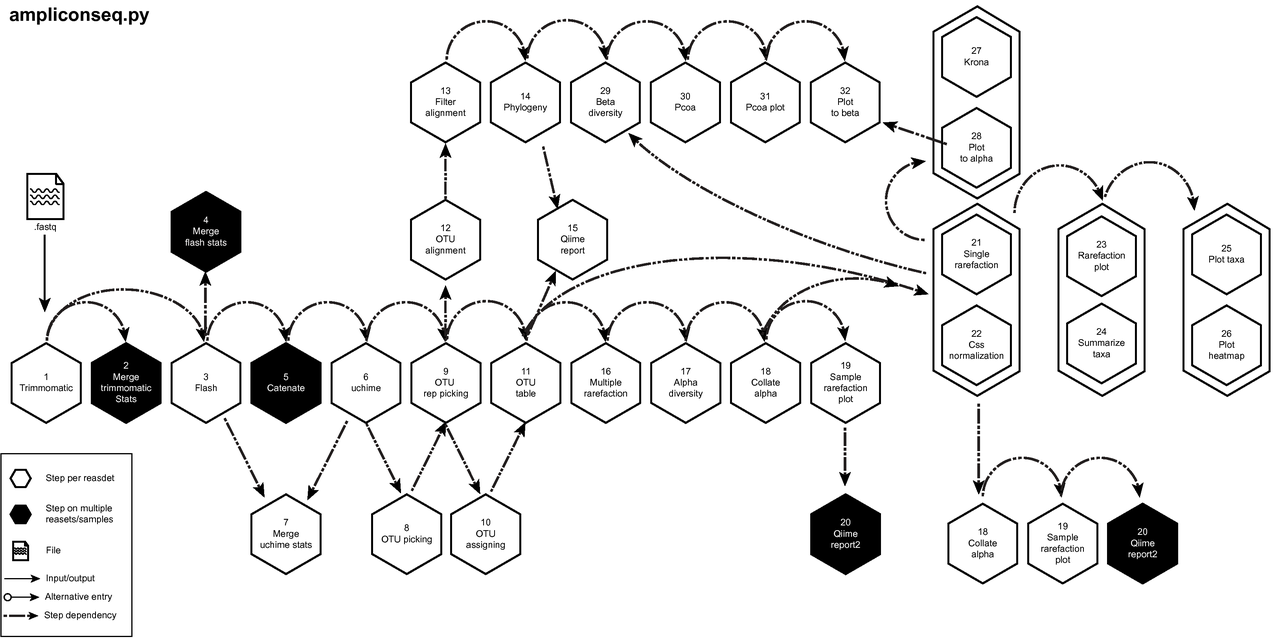 ampliconseq.py
27
Krona
28
Plot
to alpha
13
Filter
alignment
14
Phylogeny
29
Beta
diversity
30
Pcoa
31
Pcoa plot
32
Plot
to beta
.fastq
4
Merge
flash stats
12
OTU
alignment
15
Qiime
report
21
Single
rarefaction
22
Css
normalization
23
Rarefaction
plot
24
Summarize
taxa
25
Plot taxa
26
Plot
heatmap
1
Trimmomatic
2
Merge
trimmomatic
Stats
3
Flash
5
Catenate
6
uchime
9
OTU
rep picking
11
OTU
table
16
Multiple
rarefaction
17
Alpha
diversity
18
Collate
alpha
19
Sample
rarefaction
plot
7
Merge
uchime stats
8
OTU picking
10
OTU
assigning
20
Qiime
report2
18
Collate
alpha
19
Sample
rarefaction
plot
20
Qiime
report2
Step per reasdet
Step on multiple
reasets/samples
File
Input/output
Alternative entry
Step dependency